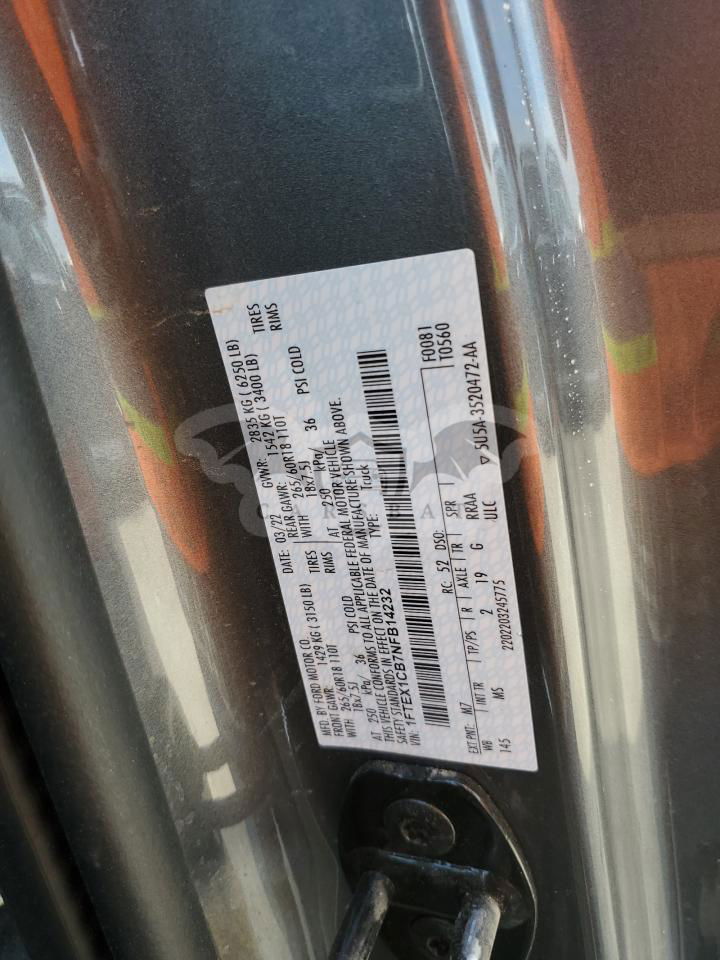 MFD. BY FORD MOTOR CO.
DATE: 03/22 GVWR: 2835 KG ( 6250 LB)
FRONT GAWR: 1429 KG ( 3150 LB) REAR GAWR: 1542 KG ( 3400 LB)
WITH 265/60R18 110T TIRES WITH 265/60R18 110T TIRES
18x7.5J RIMS 18x7.5J RIMS
AT 250 kPa/ 36 PSI COLD AT 250 kPa/ 36 PSI COLD
THIS VEHICLE CONFORMS TO ALL APPLICABLE FEDERAL MOTOR VEHICLE
SAFETY STANDARDS IN EFFECT ON THE DATE OF MANUFACTURE SHOWN ABOVE.
VIN: 1FTEX1CB7NFB14232 TYPE: Truck
F0081
T0560
EXT PNT: M7 RC: 52 DSO:
WB INT TR TP/PS R AXLE TR SPR
145 MS 2 19 G RRAA
2202203245775 ULC ▽ 5U5A-3520472-AA